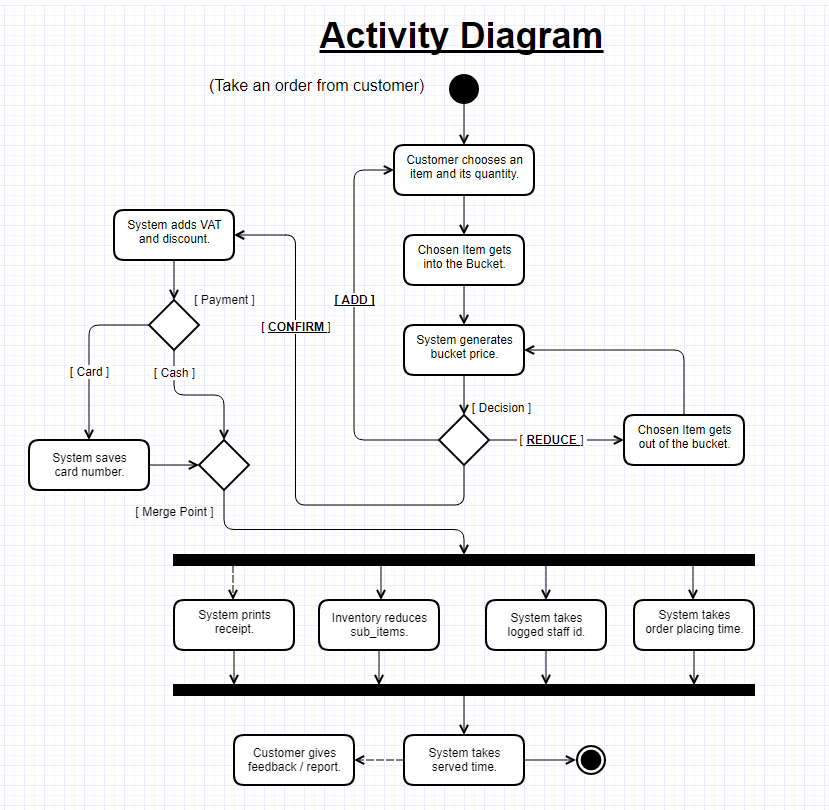 Activity Diagram
(Take an order from customer)
Customer chooses an
item and its quantity.
System adds VAT
and discount.
Chosen Item gets
into the Bucket.
[ Payment ]
[ ADD ]
[ CONFIRM ]
System generates
bucket price.
[ Card ]
[ Cash ]
[ Decision ]
[ REDUCE ]
Chosen Item gets
out of the bucket.
System saves
card number.
[ Merge Point ]
System prints
receipt.
Inventory reduces
sub_items.
System takes
logged staff id.
System takes
order placing time.
Customer gives
feedback / report.
System takes
served time.